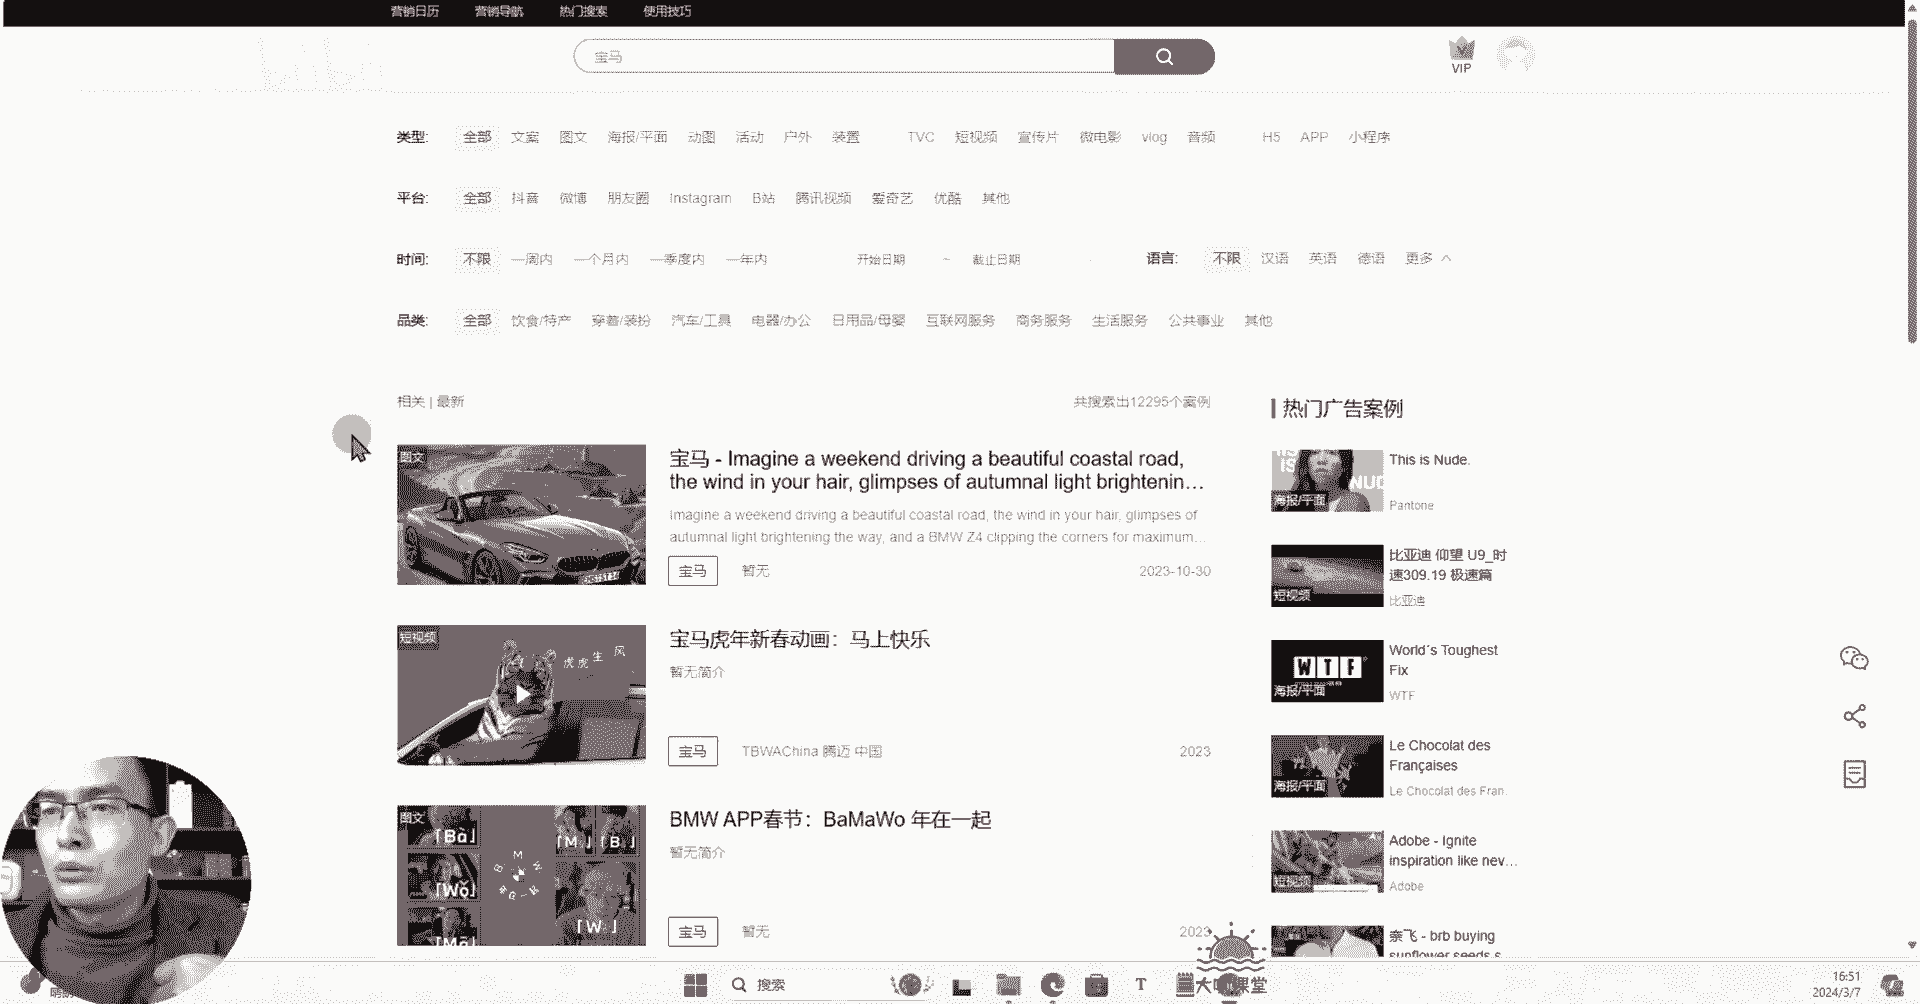 营销日历 营销导航 热门搜索 使用技巧
宝马
VIP
类型: 全部 文案 图文 海报/平面 动图 活动 户外 装置 TVC 短视频 宣传片 微电影 vlog 音频 H5 APP 小程序
平台: 全部 抖音 微博 朋友圈 Instagram B站 腾讯视频 爱奇艺 优酷 其他
时间: 不限 一周内 一个月内 一季度内 一年内 开始日期 ~ 截止日期 语言: 不限 汉语 英语 德语 更多
品类: 全部 饮食/特产 穿着/装扮 汽车/工具 电器/办公 日用品/母婴 互联网服务 商务服务 生活服务 公共事业 其他
相关 | 最新
共搜索出12295个案例
图文
宝马 - Imagine a weekend driving a beautiful coastal road,
the wind in your hair, glimpses of autumnal light brightenin...
Imagine a weekend driving a beautiful coastal road, the wind in your hair, glimpses of
autumnal light brightening the way, and a BMW Z4 clipping the corners for maximum...
宝马 暂无 2023-10-30
短视频
虎虎生风
宝马虎年新春动画：马上快乐
暂无简介
宝马 TBWAChina 腾迈 中国 2023
图文
「Bà」
「M」
「B」
「Wǒ」
「W」
BMW APP春节：BaMaWo 年在一起
暂无简介
宝马 暂无 2023
热门广告案例
海报/平面
This is Nude.
Pantone
短视频
比亚迪 仰望 U9_时
速309.19 极速篇
比亚迪
WTF
海报/平面
World´s Toughest
Fix
WTF
海报/平面
Le Chocolat des
Françaises
Le Chocolat des Fran.
短视频
Adobe - Ignite
inspiration like nev...
Adobe
奈飞 - brb buying
sunflower seeds s
搜索
16:51
2024/3/7